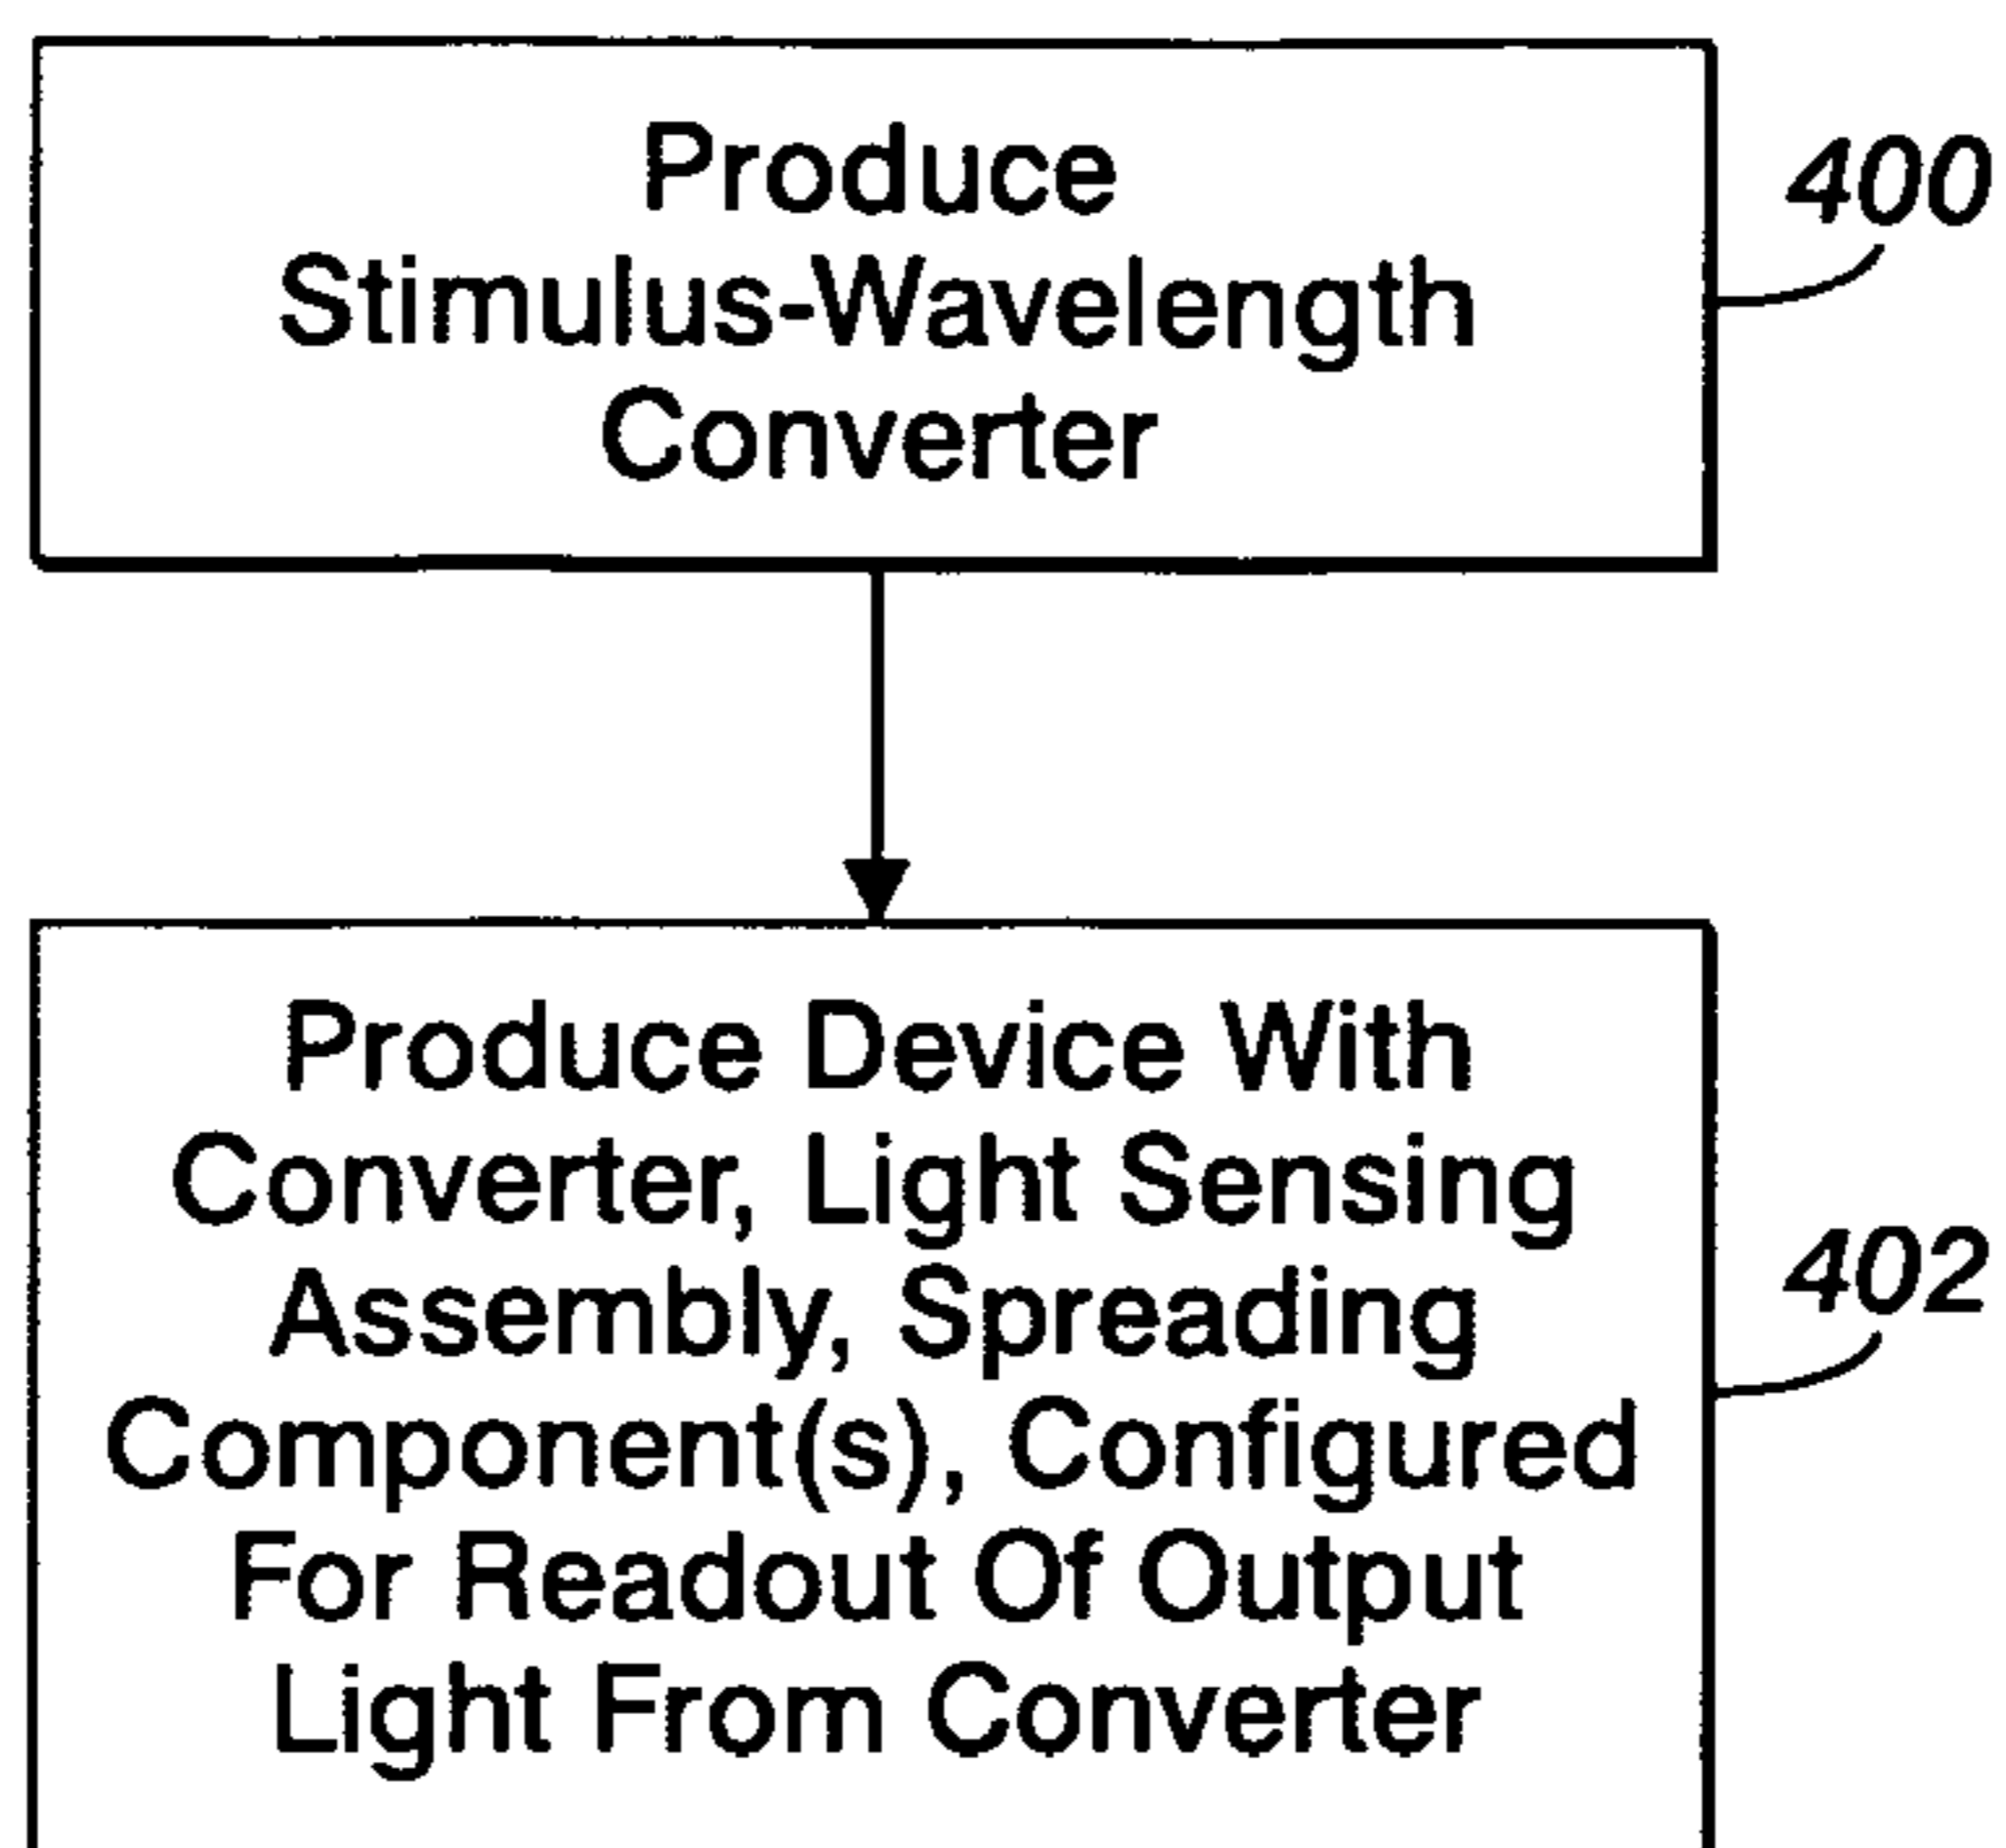 Produce
Stimulus-Wavelength
Converter
400
Produce Device With
Converter, Light Sensing
Assembly, Spreading
Component(s), Configured
For Readout Of Output
Light From Converter
402